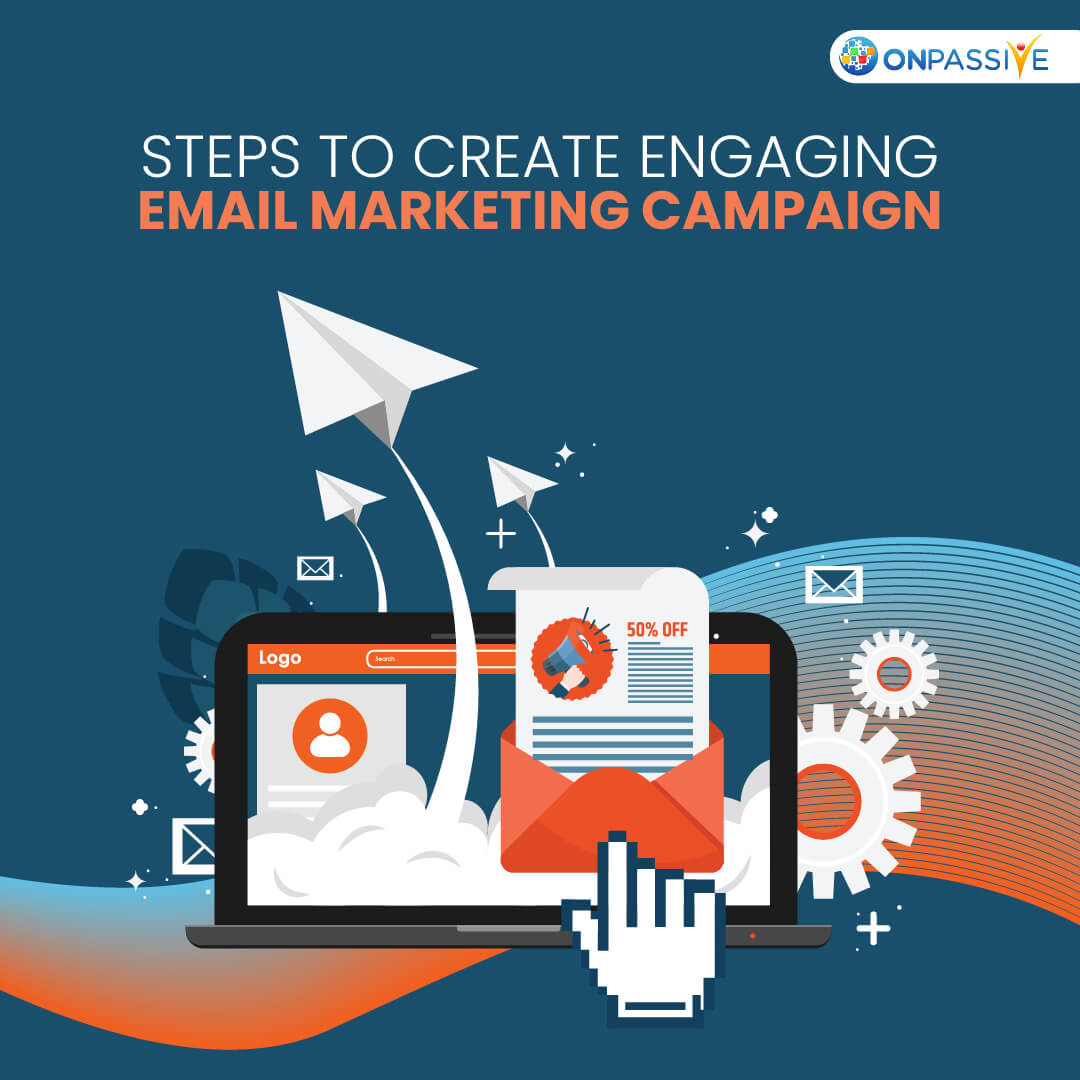 ONPASSIVE
STEPS TO CREATE ENGAGING
EMAIL MARKETING CAMPAIGN
50% OFF
Logo
Search